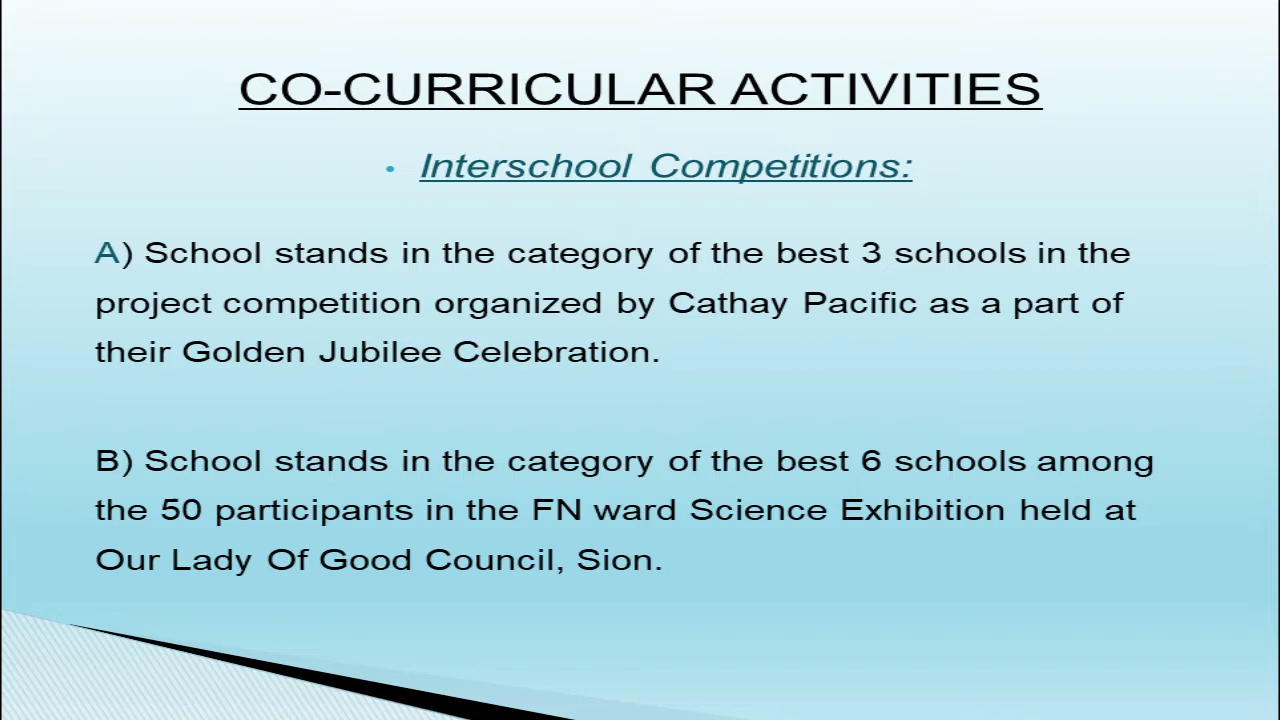 CO-CURRICULAR ACTIVITIES
• Interschool Competitions:
A) School stands in the category of the best 3 schools in the
project competition organized by Cathay Pacific as a part of
their Golden Jubilee Celebration.
B) School stands in the category of the best 6 schools among
the 50 participants in the FN ward Science Exhibition held at
Our Lady Of Good Council, Sion.